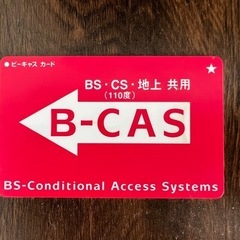 ●ビーキャス カード
BS・CS・地上 共用
(110度)
B-CAS
BS-Conditional Access Systems